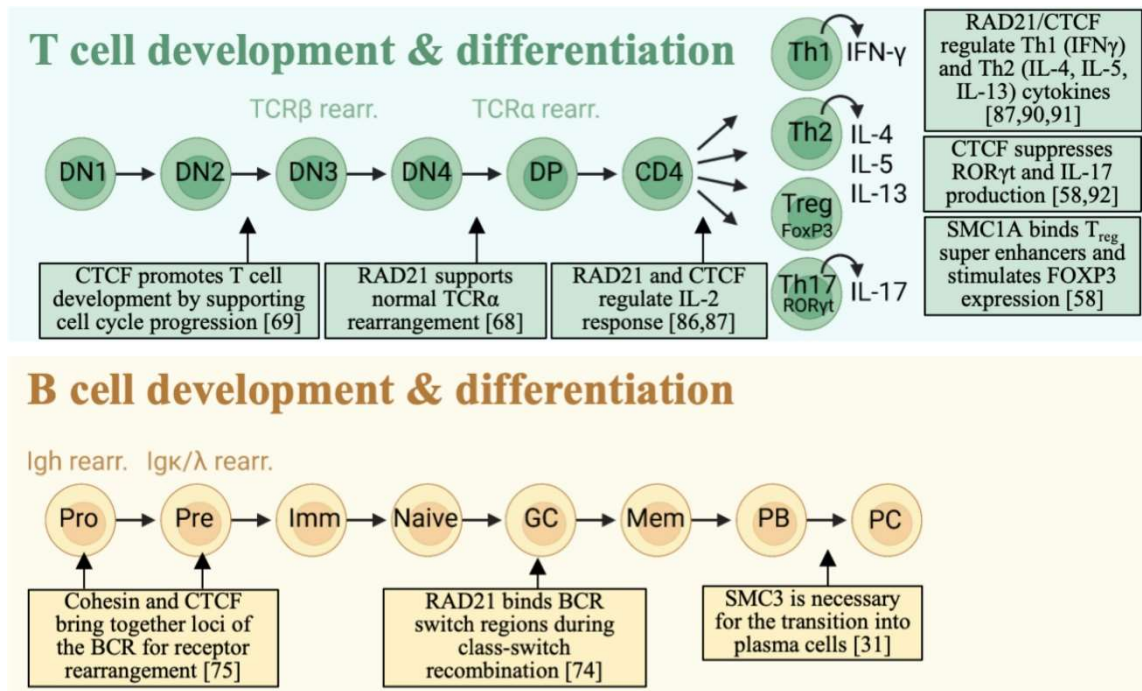 T cell development & differentiation
TCRβ rearr.
TCRα rearr.
DN1
DN2
DN3
DN4
DP
CD4
Th1
IFN-γ
Th2
IL-4
IL-5
IL-13
Treg
FoxP3
Th17
RORγt
IL-17
CTCF promotes T cell
development by supporting
cell cycle progression [69]
RAD21 supports
normal TCRα
rearrangement [68]
RAD21 and CTCF
regulate IL-2
response [86,87]
RAD21/CTCF
regulate Th1 (IFNγ)
and Th2 (IL-4, IL-5,
IL-13) cytokines
[87,90,91]
CTCF suppresses
RORγt and IL-17
production [58,92]
SMC1A binds Treg
super enhancers and
stimulates FOXP3
expression [58]
B cell development & differentiation
Igh rearr.
Igκ/λ rearr.
Pro
Pre
Imm
Naive
GC
Mem
PB
PC
Cohesin and CTCF
bring together loci of
the BCR for receptor
rearrangement [75]
RAD21 binds BCR
switch regions during
class-switch
recombination [74]
SMC3 is necessary
for the transition into
plasma cells [31]